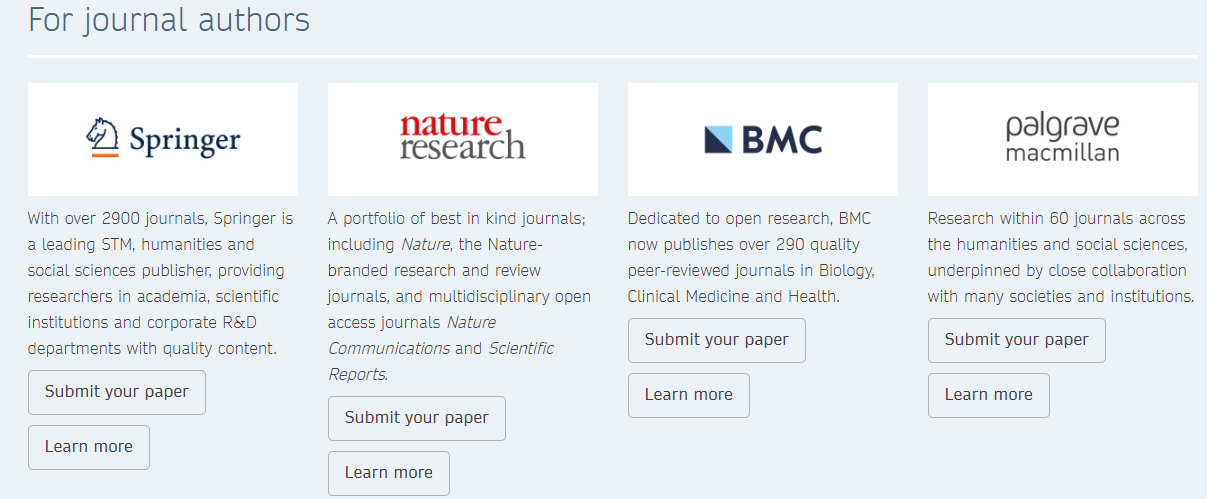 For journal authors
Springer
With over 2900 journals, Springer is
a leading STM, humanities and
social sciences publisher, providing
researchers in academia, scientific
institutions and corporate R&D
departments with quality content.
Submit your paper
Learn more
nature
research
A portfolio of best in kind journals;
including Nature, the Nature-
branded research and review
journals, and multidisciplinary open
access journals Nature
Communications and Scientific
Reports.
Submit your paper
Learn more
BMC
Dedicated to open research, BMC
now publishes over 290 quality
peer-reviewed journals in Biology,
Clinical Medicine and Health.
Submit your paper
Learn more
palgrave
macmillan
Research within 60 journals across
the humanities and social sciences,
underpinned by close collaboration
with many societies and institutions.
Submit your paper
Learn more